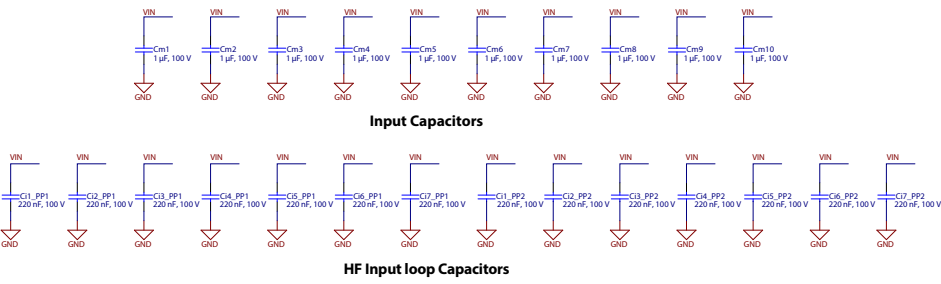 VIN VIN VIN VIN VIN VIN VIN VIN VIN VIN
Cm1 Cm2 Cm3 Cm4 Cm5 Cm6 Cm7 Cm8 Cm9 Cm10
1 µF, 100 V 1 µF, 100 V 1 µF, 100 V 1 µF, 100 V 1 µF, 100 V 1 µF, 100 V 1 µF, 100 V 1 µF, 100 V 1 µF, 100 V 1 µF, 100 V
GND GND GND GND GND GND GND GND GND GND
Input Capacitors
VIN VIN VIN VIN VIN VIN VIN VIN VIN VIN VIN VIN VIN VIN
Ci1_PP1 Ci2_PP1 Ci3_PP1 Ci4_PP1 Ci5_PP1 Ci6_PP1 Ci7_PP1 Ci1_PP2 Ci2_PP2 Ci3_PP2 Ci4_PP2 Ci5_PP2 Ci6_PP2 Ci7_PP2
220 nF, 100 V 220 nF, 100 V 220 nF, 100 V 220 nF, 100 V 220 nF, 100 V 220 nF, 100 V 220 nF, 100 V 220 nF, 100 V 220 nF, 100 V 220 nF, 100 V 220 nF, 100 V 220 nF, 100 V 220 nF, 100 V 220 nF, 100 V
GND GND GND GND GND GND GND GND GND GND GND GND GND GND
HF Input loop Capacitors